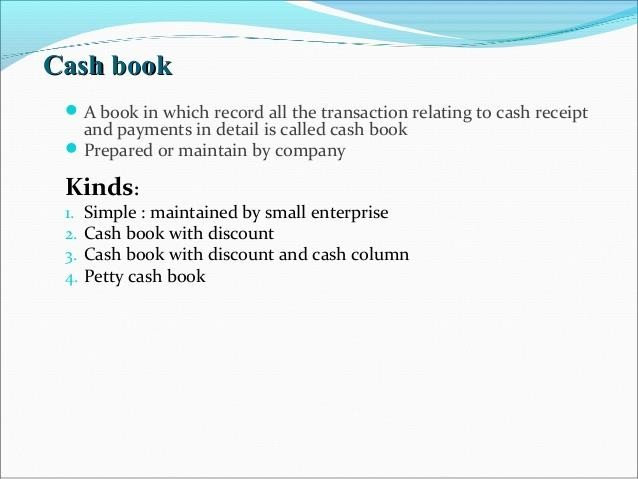 Cash book
A book in which record all the transaction relating to cash receipt
and payments in detail is called cash book
Prepared or maintain by company
Kinds:
1. Simple : maintained by small enterprise
2. Cash book with discount
3. Cash book with discount and cash column
4. Petty cash book